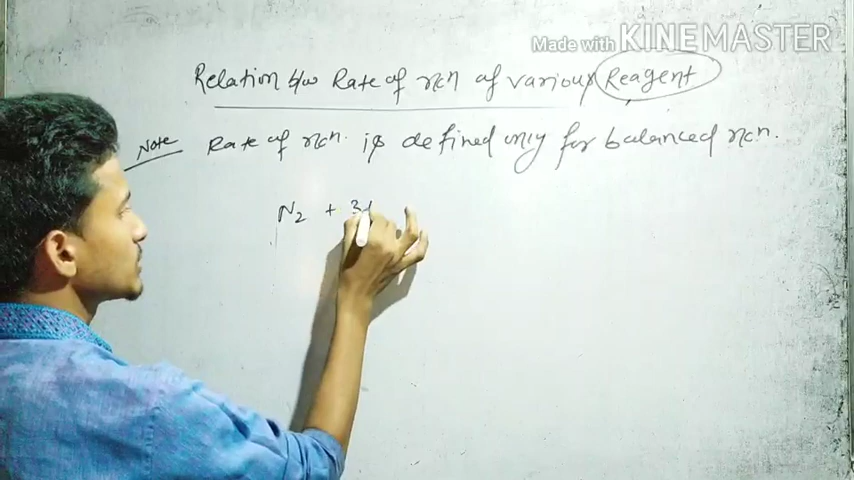 Made with KINEMASTER
Relation b/w Rate of rxn of various Reagent
Note Rate of rxn. is defined only for balanced rxn.
N2 + 3